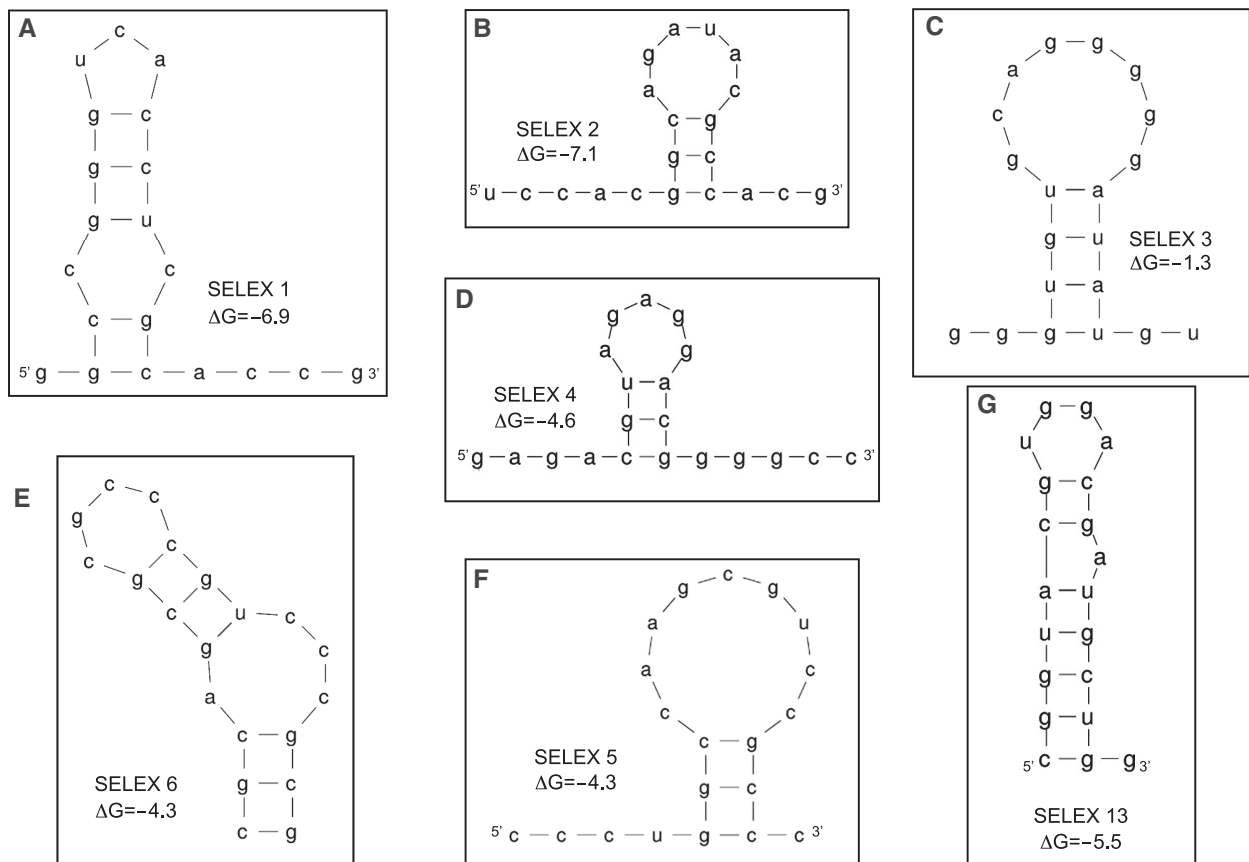 A
c
u a
g c
g c
g u
c c
c g
5' g g c a c c g 3'
SELEX 1
ΔG=−6.9
B
a u
g a
a c
c g
g c
5' u c c a c g c a c g 3'
SELEX 2
ΔG=−7.1
C
g g
a g
c g
g g
u a
g u
u a
g g g u u g u
SELEX 3
ΔG=−1.3
D
a
g g
a g
u a
g c
5' g a g a c g g g g c c 3'
SELEX 4
ΔG=−4.6
E
c c
g c
c g g
c u c
g c
a c
c g
g c
c g
SELEX 6
ΔG=−4.3
F
c
g g
a u
a c
c c
c g
g c
5' c c c u g c c 3'
SELEX 5
ΔG=−4.3
G
g g
u a
g c
c g
a
a u
u g
g c
g u
5' c g g 3'
SELEX 13
ΔG=−5.5